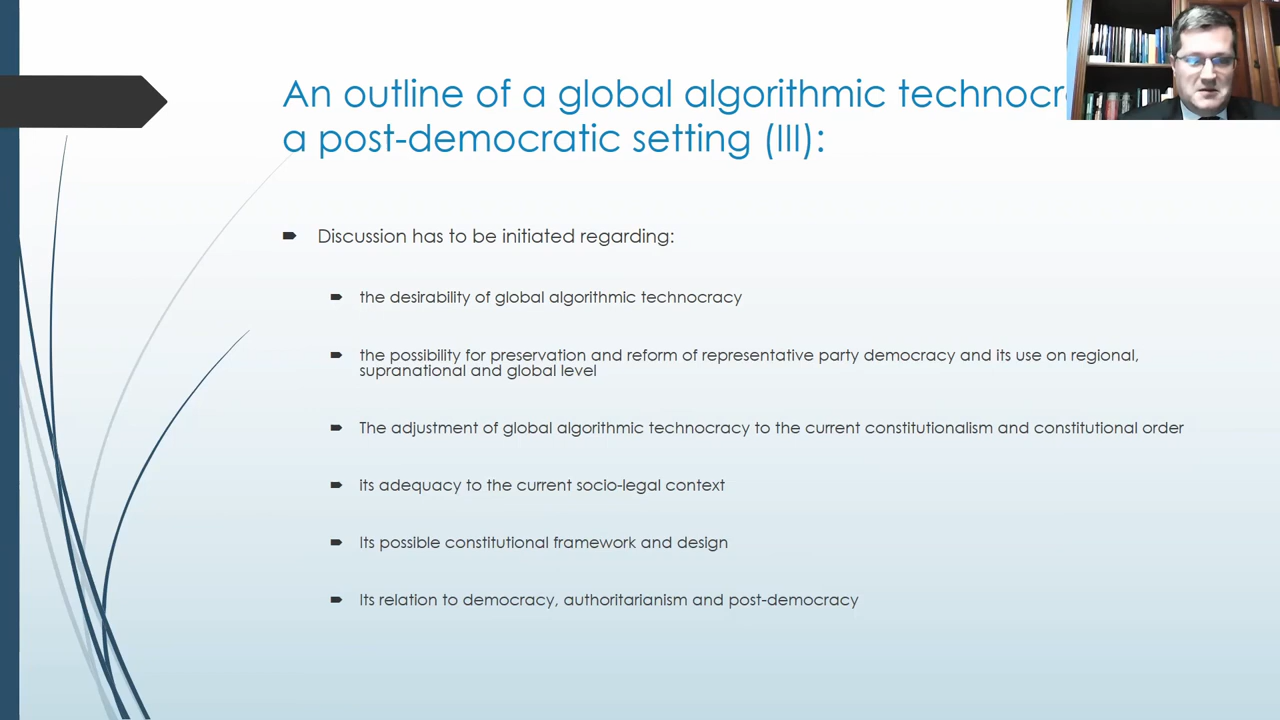 An outline of a global algorithmic
a post-democratic setting (III):
Discussion has to be initiated regarding:
the desirability of global algorithmic technocracy
the possibility for preservation and reform of representative party democracy and its use on regional,
supranational and global level
The adjustment of global algorithmic technocracy to the current constitutionalism and constitutional order
its adequacy to the current socio-legal context
Its possible constitutional framework and design
Its relation to democracy, authoritarianism and post-democracy